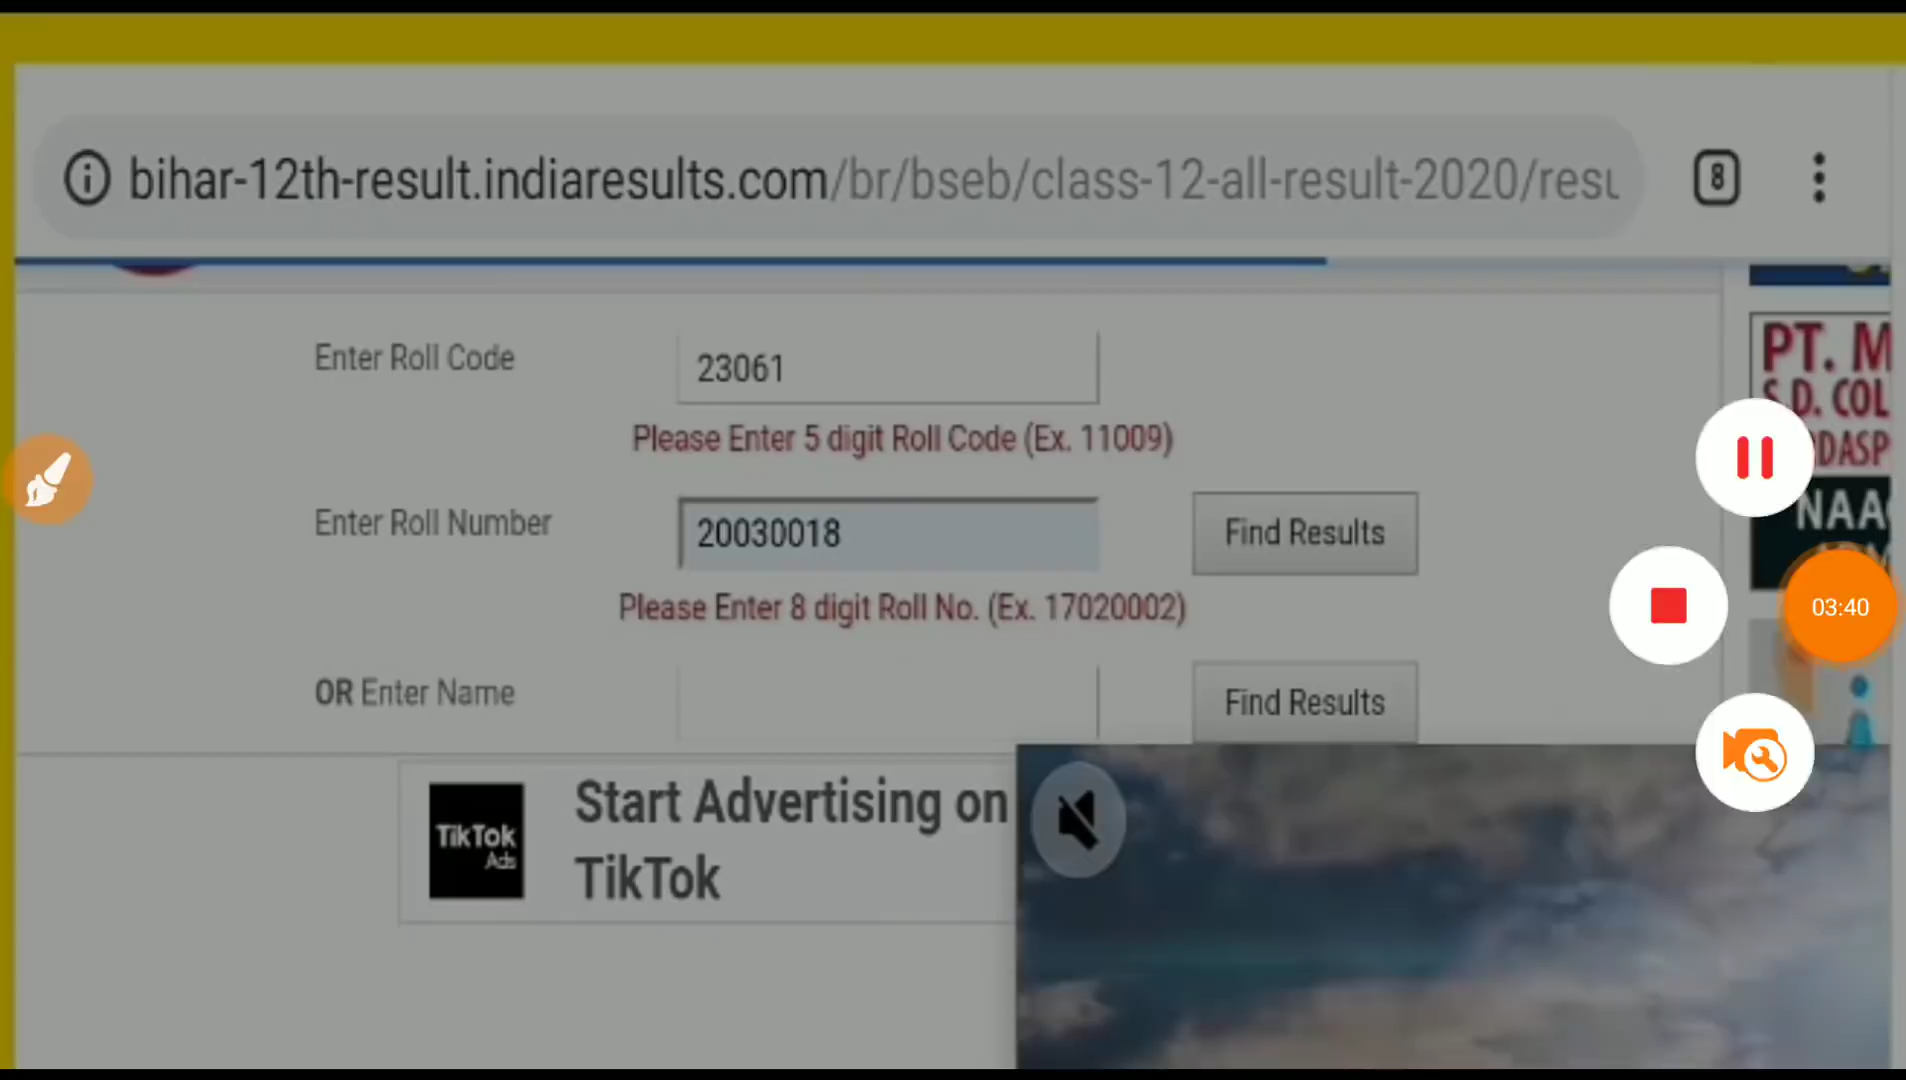 bihar-12th-result.indiaresults.com/br/bseb/class-12-all-result-2020/resu
8
Enter Roll Code
23061
Please Enter 5 digit Roll Code (Ex. 11009)
PT. M
S.D. COL
DASP
NAA
Enter Roll Number
20030018
Find Results
Please Enter 8 digit Roll No. (Ex. 17020002)
03:40
OR Enter Name
Find Results
TikTok
Ads
Start Advertising on
TikTok